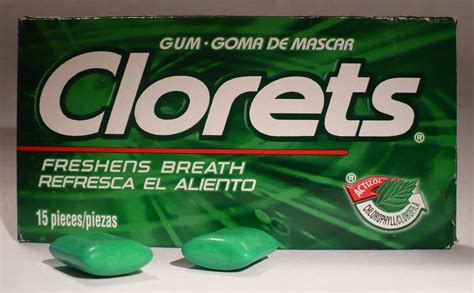 GUM · GOMA DE MASCAR
Clorets®
FRESHENS BREATH
REFRESCA EL ALIENTO
15 pieces/piezas
®
ACTIZOL